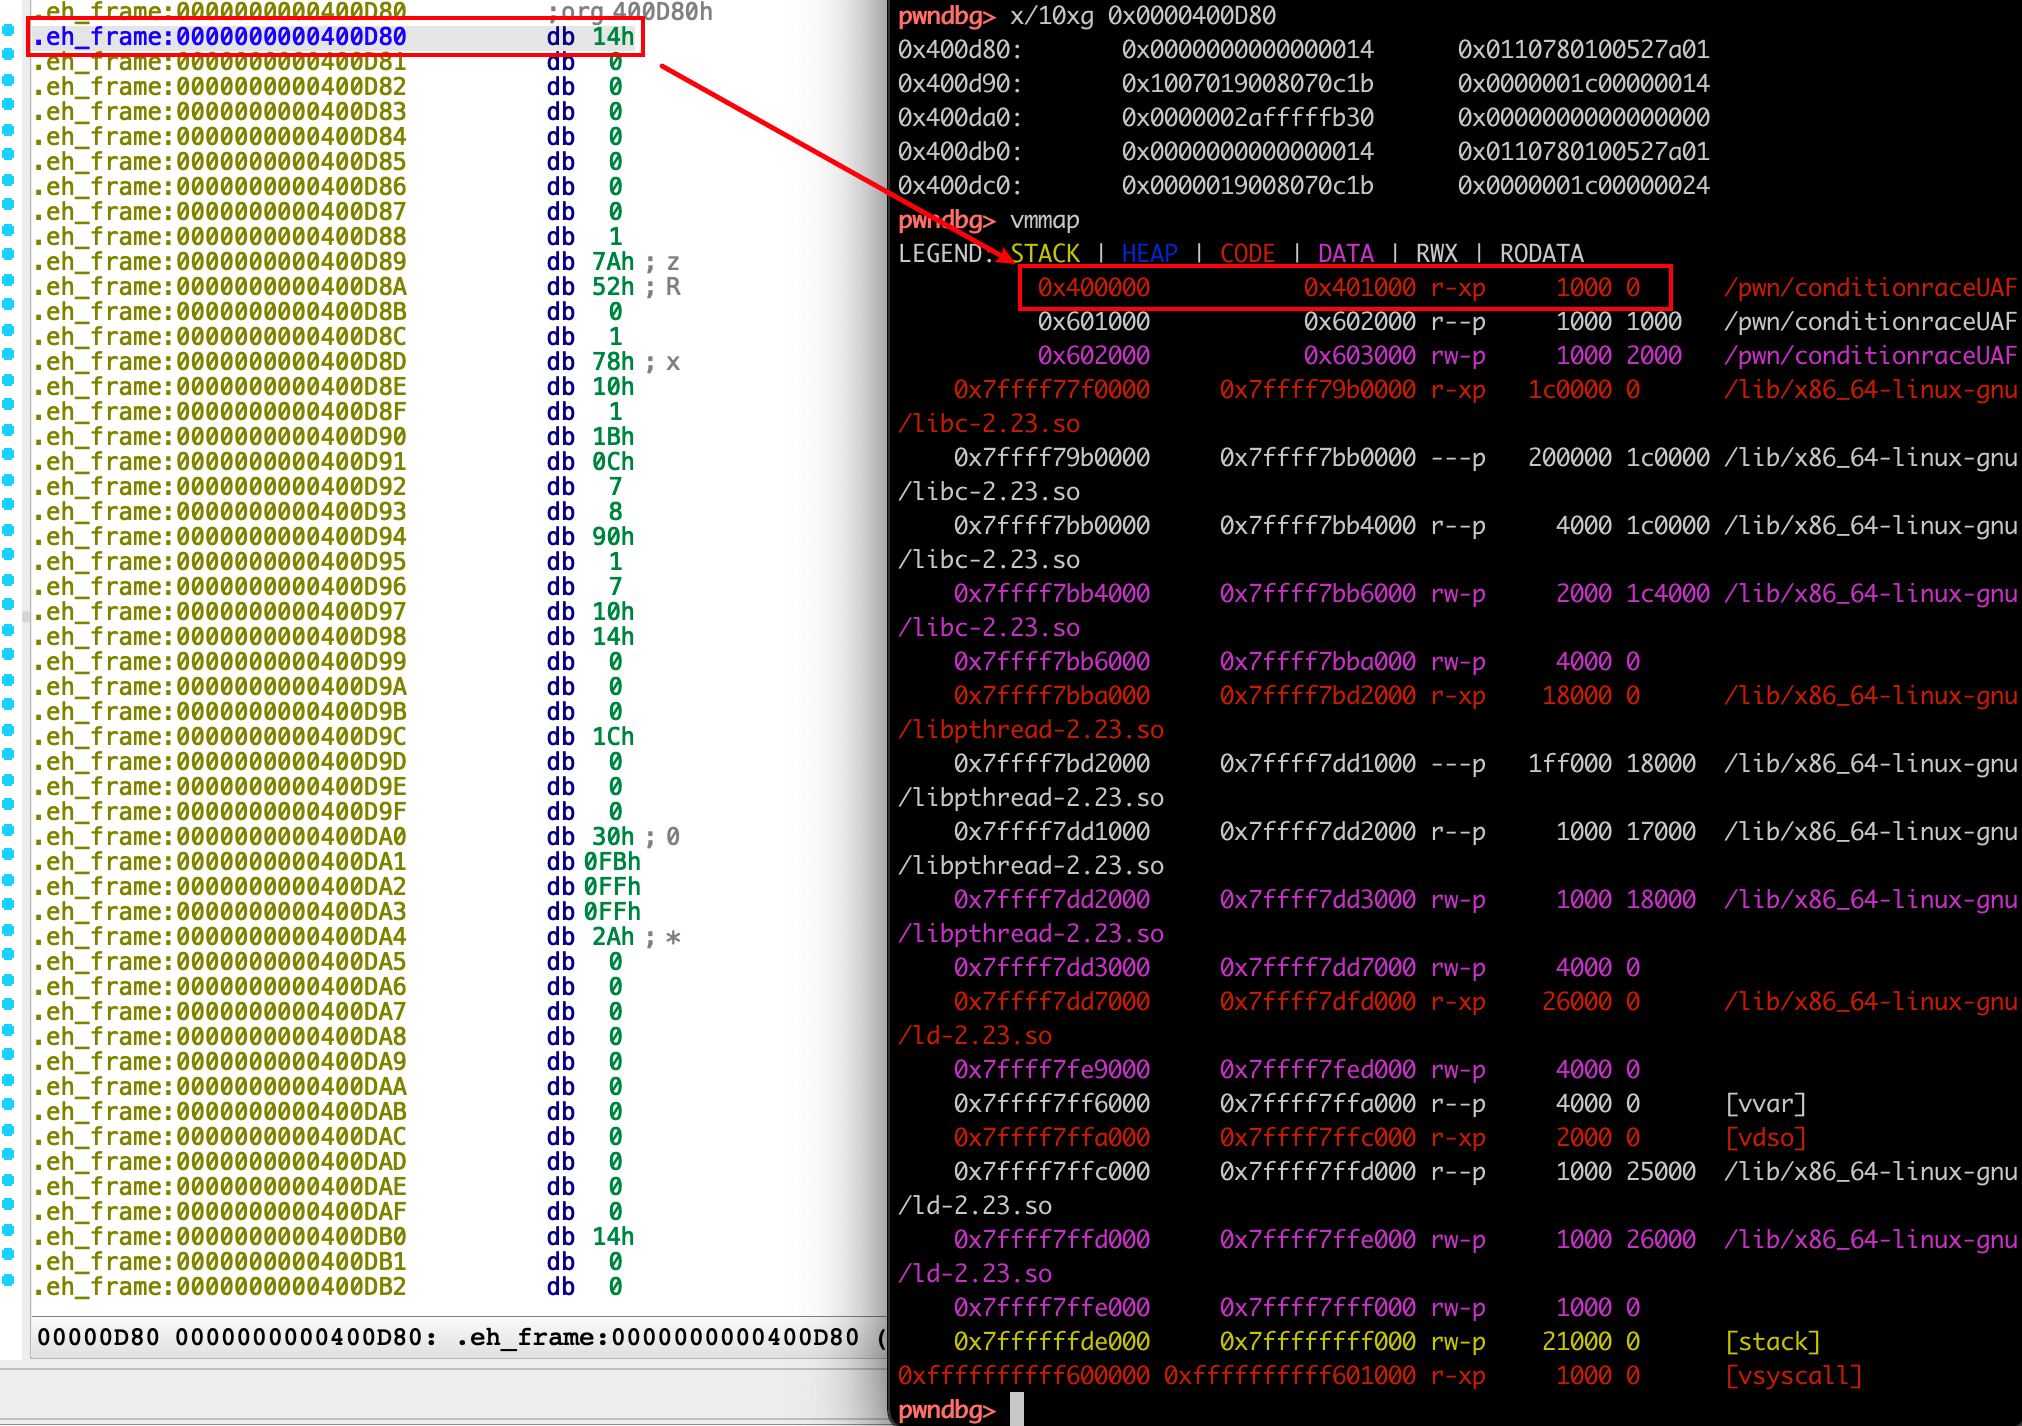 .eh_frame:0000000000400D80 ;org 400D80h
.eh_frame:0000000000400D80 db 14h
.eh_frame:0000000000400D81 db 0
.eh_frame:0000000000400D82 db 0
.eh_frame:0000000000400D83 db 0
.eh_frame:0000000000400D84 db 0
.eh_frame:0000000000400D85 db 0
.eh_frame:0000000000400D86 db 0
.eh_frame:0000000000400D87 db 0
.eh_frame:0000000000400D88 db 1
.eh_frame:0000000000400D89 db 7Ah ; z
.eh_frame:0000000000400D8A db 52h ; R
.eh_frame:0000000000400D8B db 0
.eh_frame:0000000000400D8C db 1
.eh_frame:0000000000400D8D db 78h ; x
.eh_frame:0000000000400D8E db 10h
.eh_frame:0000000000400D8F db 1
.eh_frame:0000000000400D90 db 1Bh
.eh_frame:0000000000400D91 db 0Ch
.eh_frame:0000000000400D92 db 7
.eh_frame:0000000000400D93 db 8
.eh_frame:0000000000400D94 db 90h
.eh_frame:0000000000400D95 db 1
.eh_frame:0000000000400D96 db 7
.eh_frame:0000000000400D97 db 10h
.eh_frame:0000000000400D98 db 14h
.eh_frame:0000000000400D99 db 0
.eh_frame:0000000000400D9A db 0
.eh_frame:0000000000400D9B db 0
.eh_frame:0000000000400D9C db 1Ch
.eh_frame:0000000000400D9D db 0
.eh_frame:0000000000400D9E db 0
.eh_frame:0000000000400D9F db 0
.eh_frame:0000000000400DA0 db 30h ; 0
.eh_frame:0000000000400DA1 db 0FBh
.eh_frame:0000000000400DA2 db 0FFh
.eh_frame:0000000000400DA3 db 0FFh
.eh_frame:0000000000400DA4 db 2Ah ; *
.eh_frame:0000000000400DA5 db 0
.eh_frame:0000000000400DA6 db 0
.eh_frame:0000000000400DA7 db 0
.eh_frame:0000000000400DA8 db 0
.eh_frame:0000000000400DA9 db 0
.eh_frame:0000000000400DAA db 0
.eh_frame:0000000000400DAB db 0
.eh_frame:0000000000400DAC db 0
.eh_frame:0000000000400DAD db 0
.eh_frame:0000000000400DAE db 0
.eh_frame:0000000000400DAF db 0
.eh_frame:0000000000400DB0 db 14h
.eh_frame:0000000000400DB1 db 0
.eh_frame:0000000000400DB2 db 0
00000D80 0000000000400D80: .eh_frame:0000000000400D80 (
pwndbg> x/10xg 0x0000400D80
0x400d80: 0x0000000000000014 0x0110780100527a01
0x400d90: 0x1007019008070c1b 0x0000001c00000014
0x400da0: 0x0000002afffffb30 0x0000000000000000
0x400db0: 0x0000000000000014 0x0110780100527a01
0x400dc0: 0x0000019008070c1b 0x0000001c00000024
pwndbg> vmmap
LEGEND: STACK | HEAP | CODE | DATA | RWX | RODATA
0x400000 0x401000 r-xp 1000 0 /pwn/conditionraceUAF
0x601000 0x602000 r--p 1000 1000 /pwn/conditionraceUAF
0x602000 0x603000 rw-p 1000 2000 /pwn/conditionraceUAF
0x7ffff77f0000 0x7ffff79b0000 r-xp 1c0000 0 /lib/x86_64-linux-gnu
/libc-2.23.so
0x7ffff79b0000 0x7ffff7bb0000 ---p 200000 1c0000 /lib/x86_64-linux-gnu
/libc-2.23.so
0x7ffff7bb0000 0x7ffff7bb4000 r--p 4000 1c0000 /lib/x86_64-linux-gnu
/libc-2.23.so
0x7ffff7bb4000 0x7ffff7bb6000 rw-p 2000 1c4000 /lib/x86_64-linux-gnu
/libc-2.23.so
0x7ffff7bb6000 0x7ffff7bba000 rw-p 4000 0
0x7ffff7bba000 0x7ffff7bd2000 r-xp 18000 0 /lib/x86_64-linux-gnu
/libpthread-2.23.so
0x7ffff7bd2000 0x7ffff7dd1000 ---p 1ff000 18000 /lib/x86_64-linux-gnu
/libpthread-2.23.so
0x7ffff7dd1000 0x7ffff7dd2000 r--p 1000 17000 /lib/x86_64-linux-gnu
/libpthread-2.23.so
0x7ffff7dd2000 0x7ffff7dd3000 rw-p 1000 18000 /lib/x86_64-linux-gnu
/libpthread-2.23.so
0x7ffff7dd3000 0x7ffff7dd7000 rw-p 4000 0
0x7ffff7dd7000 0x7ffff7dfd000 r-xp 26000 0 /lib/x86_64-linux-gnu
/ld-2.23.so
0x7ffff7fe9000 0x7ffff7fed000 rw-p 4000 0
0x7ffff7ff6000 0x7ffff7ffa000 r--p 4000 0 [vvar]
0x7ffff7ffa000 0x7ffff7ffc000 r-xp 2000 0 [vdso]
0x7ffff7ffc000 0x7ffff7ffd000 r--p 1000 25000 /lib/x86_64-linux-gnu
/ld-2.23.so
0x7ffff7ffd000 0x7ffff7ffe000 rw-p 1000 26000 /lib/x86_64-linux-gnu
/ld-2.23.so
0x7ffff7ffe000 0x7ffff7fff000 rw-p 1000 0
0x7ffffffde000 0x7ffffffff000 rw-p 21000 0 [stack]
0xffffffffff600000 0xffffffffff601000 r-xp 1000 0 [vsyscall]
pwndbg>